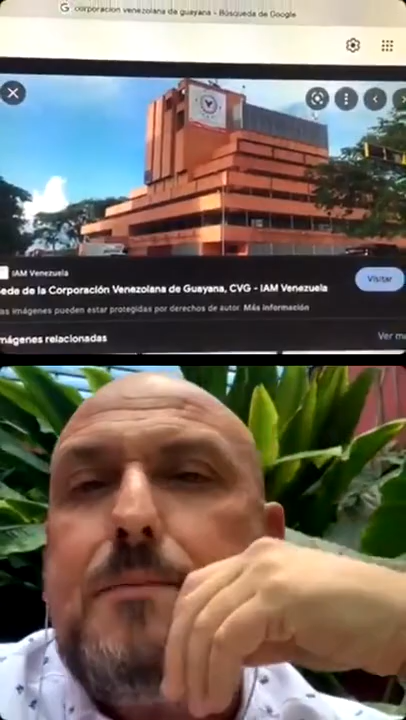 corporacion venezolana de guayana - Búsqueda de Google
IAM Venezuela
ede de la Corporación Venezolana de Guayana, CVG - IAM Venezuela
Visitar
as imágenes pueden estar protegidas por derechos de autor. Más información
mágenes relacionadas
Ver m